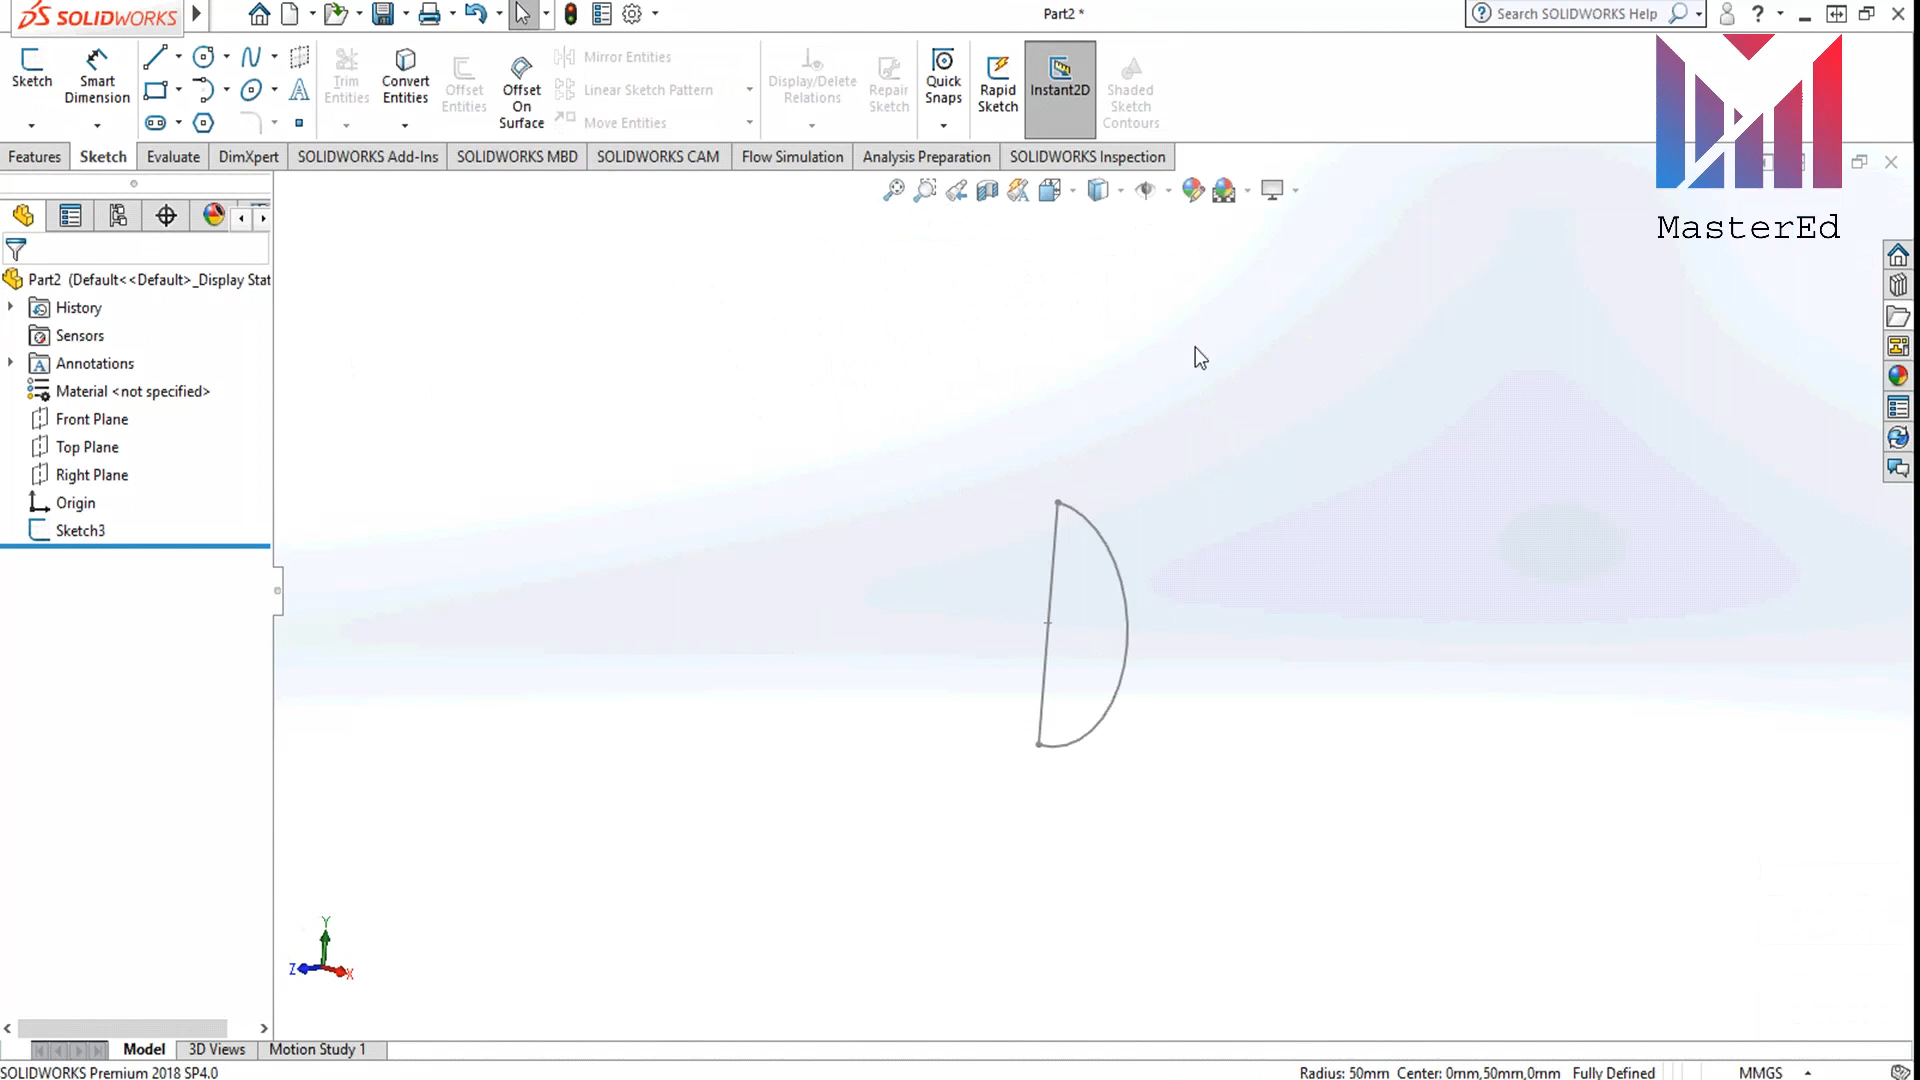 SOLIDWORKS
Part2 *
Search SOLIDWORKS Help
?
Sketch
Smart Dimension
Trim Entities
Convert Entities
Offset Entities
Offset On Surface
Mirror Entities
Linear Sketch Pattern
Move Entities
Display/Delete Relations
Repair Sketch
Quick Snaps
Rapid Sketch
Instant2D
Shaded Sketch Contours
Features
Sketch
Evaluate
DimXpert
SOLIDWORKS Add-Ins
SOLIDWORKS MBD
SOLIDWORKS CAM
Flow Simulation
Analysis Preparation
SOLIDWORKS Inspection
MasterEd
Part2 (Default<<Default>_Display Stat
History
Sensors
Annotations
Material <not specified>
Front Plane
Top Plane
Right Plane
Origin
Sketch3
Y
Z
X
Model
3D Views
Motion Study 1
SOLIDWORKS Premium 2018 SP4.0
Radius: 50mm Center: 0mm,50mm,0mm Fully Defined
MMGS